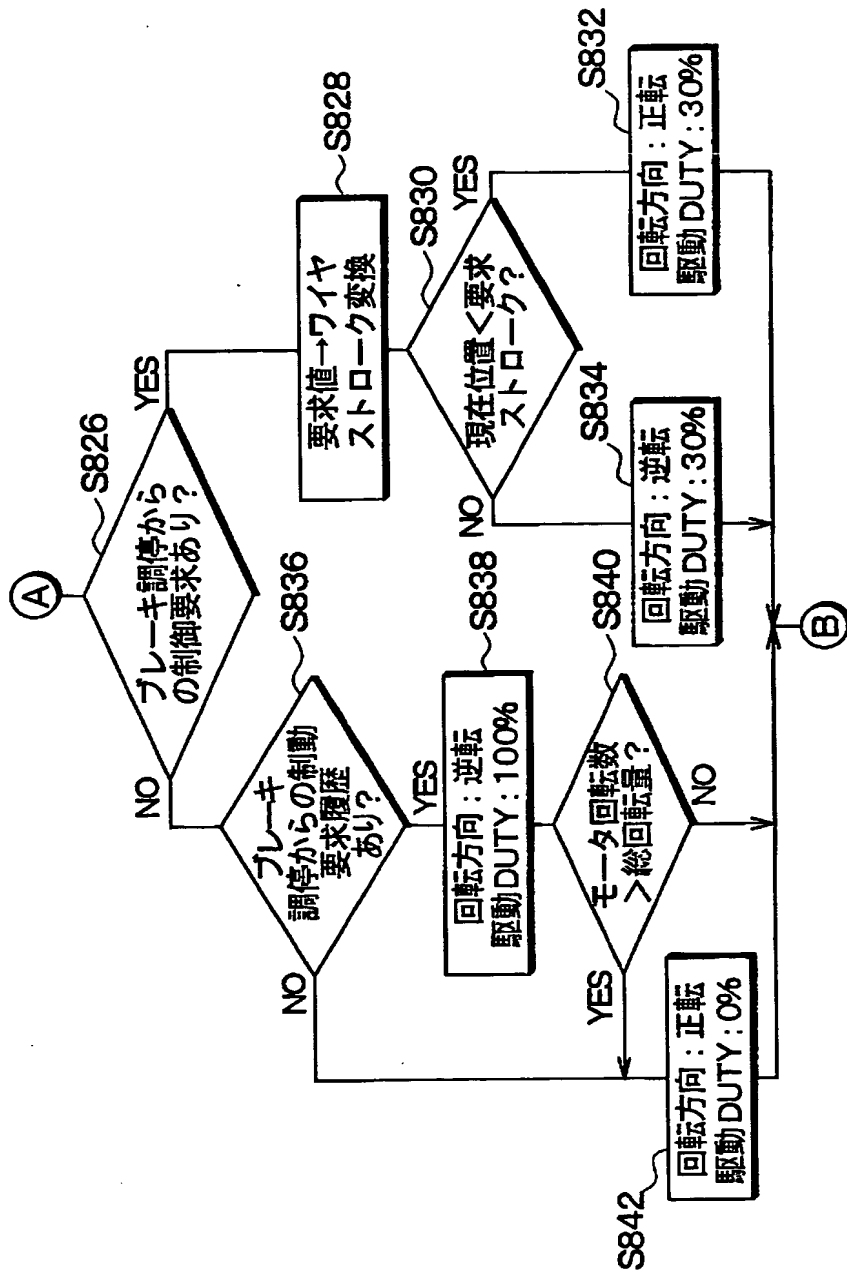 A
S826
ブレーキ調停から
の制御要求あり?
YES
NO
S828
要求値→ワイヤ
ストローク変換
S830
現在位置<要求
ストローク?
YES
NO
S832
回転方向:正転
駆動DUTY:30%
S834
回転方向:逆転
駆動DUTY:30%
S836
ブレーキ
調停からの制動
要求履歴
あり?
YES
NO
S838
回転方向:逆転
駆動DUTY:100%
S840
モータ回転数
>総回転量?
NO
YES
S842
回転方向:正転
駆動DUTY:0%
B